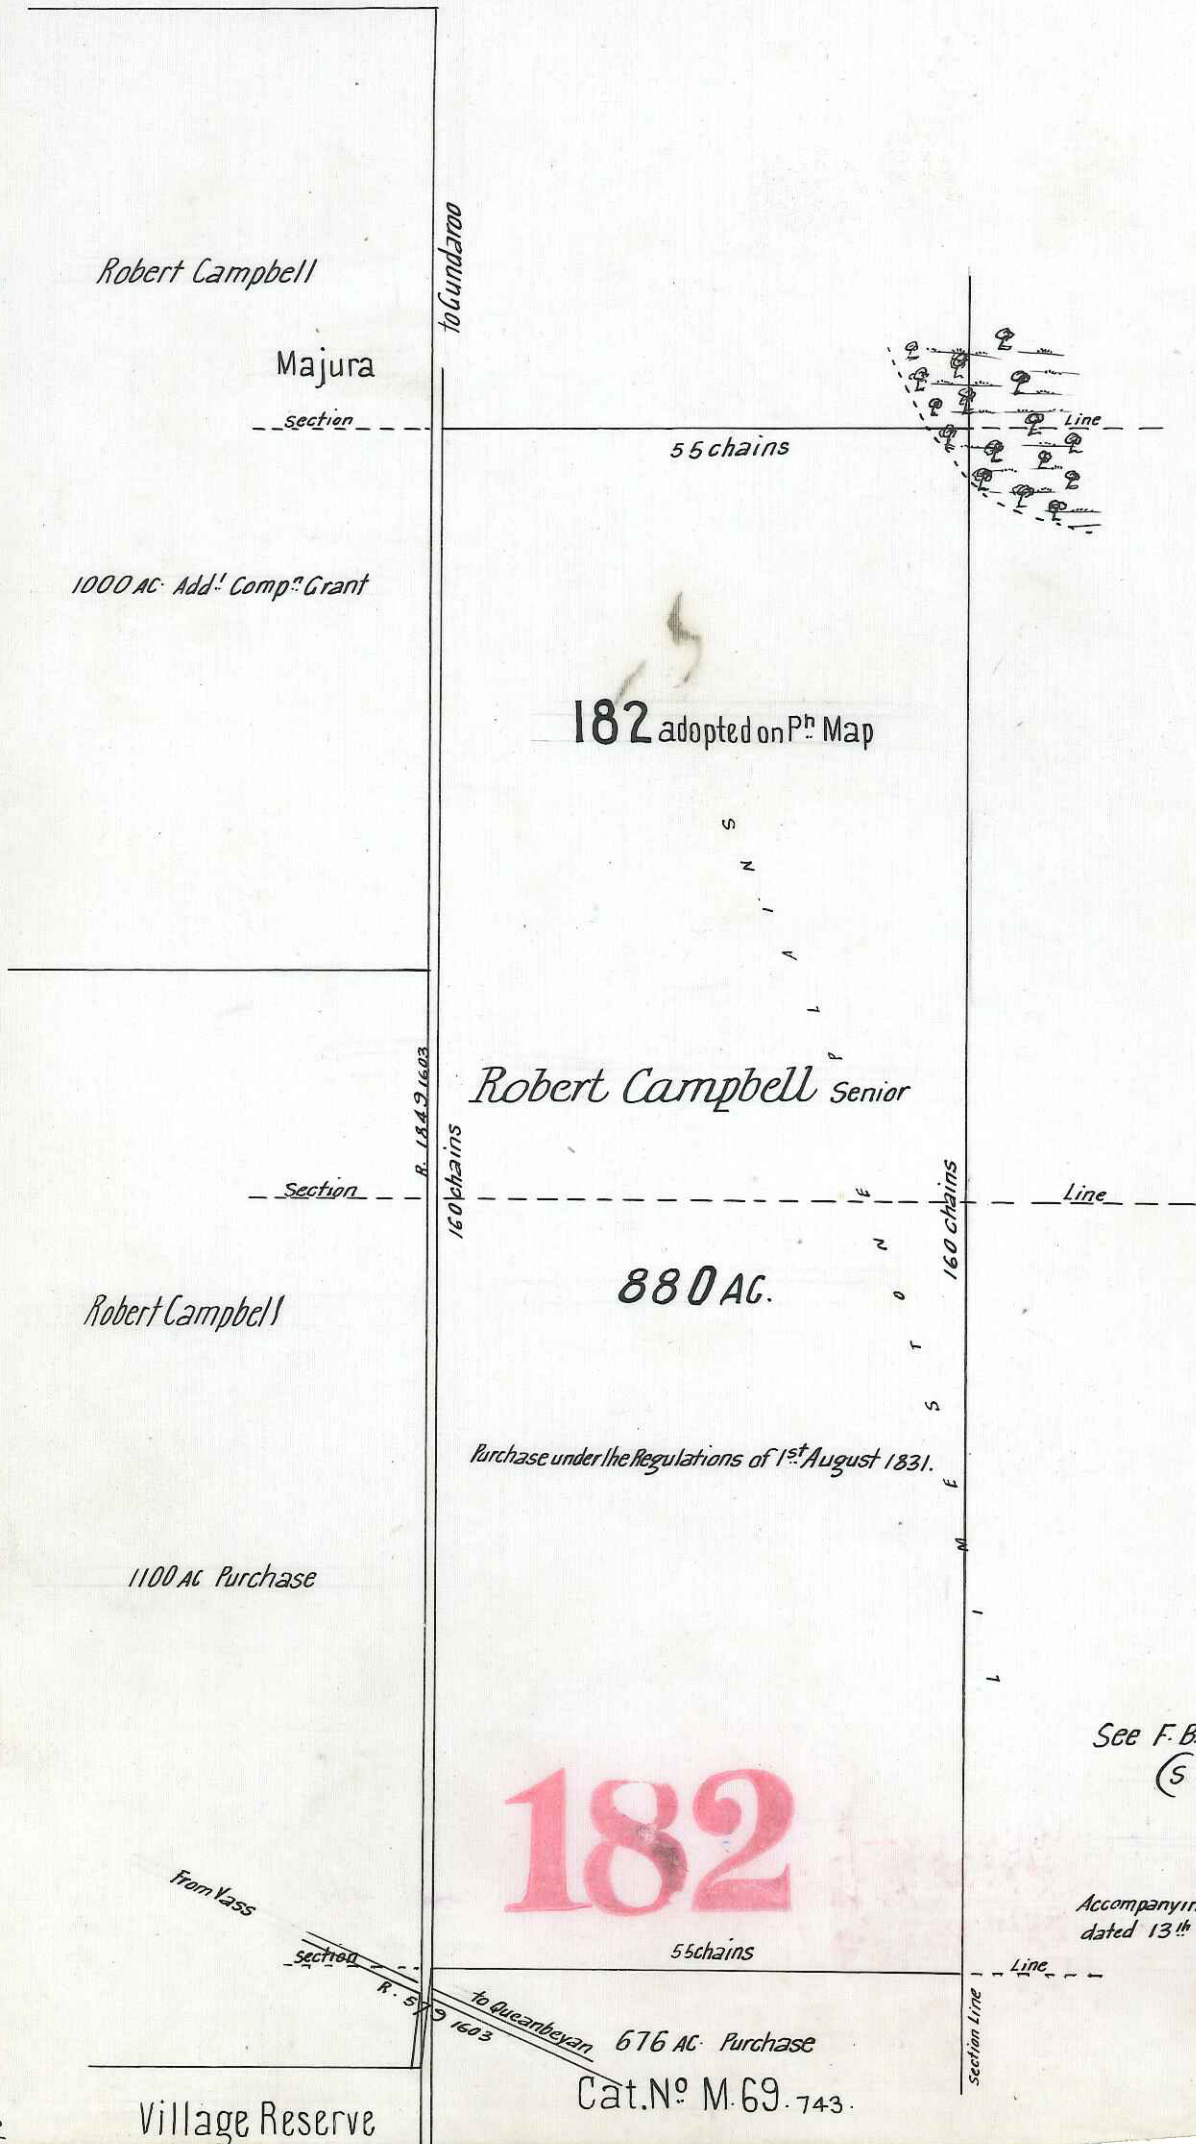 to Gundaroo
Robert Campbell
Majura
Section
Line
55 chains
1000 AC. Add.l Comp.n Grant
182 adopted on P.h Map
LIMESTONE PLAINS
R. 1849.1603
160 chains
Robert Campbell Senior
Section
160 chains
Line
880 AC.
Robert Campbell
Purchase under the Regulations of 1st August 1831.
1100 AC Purchase
See F.B.
(S
182
From Yass
Accompanyin
dated 13th
Section
55 chains
Line
R. 579 1603
to Queanbeyan
Section Line
676 AC. Purchase
Cat. No M.69.743.
Village Reserve